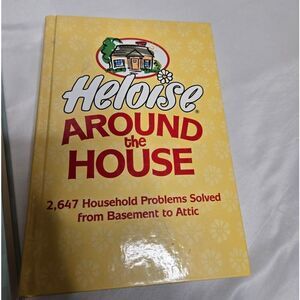 Heloise®
AROUND
the
HOUSE
2,647 Household Problems Solved
from Basement to Attic